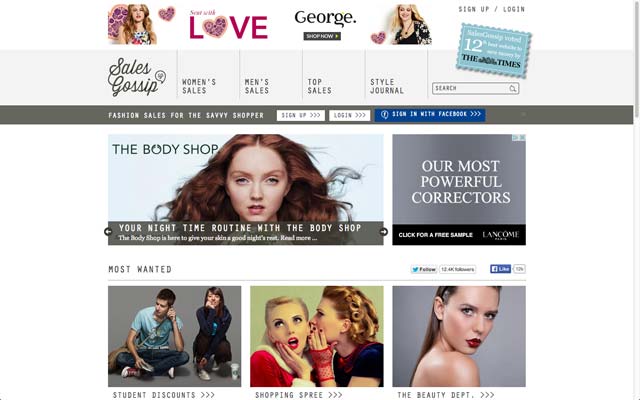 Sent with
LOVE
George.
SHOP NOW
SIGN UP / LOGIN
SalesGossip voted
12th best website to
save money by
THE TIMES
Sales
Gossip
WOMEN'S
SALES
MEN'S
SALES
TOP
SALES
STYLE
JOURNAL
SEARCH
FASHION SALES FOR THE SAVVY SHOPPER
SIGN UP >>>
LOGIN >>>
SIGN IN WITH FACEBOOK >>>
THE BODY SHOP
YOUR NIGHT TIME ROUTINE WITH THE BODY SHOP
The Body Shop is here to give your skin a good night's rest. Read more ...
OUR MOST
POWERFUL
CORRECTORS
CLICK FOR A FREE SAMPLE
LANCÔME
PARIS
MOST WANTED
Follow
12.4K followers
Like
12k
STUDENT DISCOUNTS >>>
SHOPPING SPREE >>>
THE BEAUTY DEPT. >>>